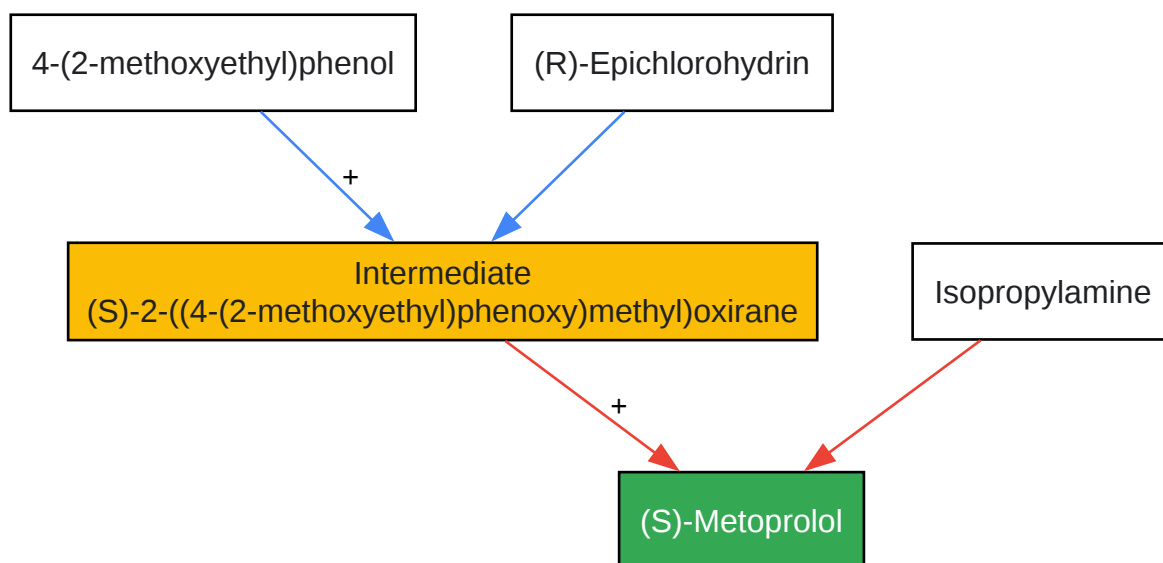 4-(2-methoxyethyl)phenol
(R)-Epichlorohydrin
+
Intermediate
(S)-2-((4-(2-methoxyethyl)phenoxy)methyl)oxirane
Isopropylamine
+
(S)-Metoprolol